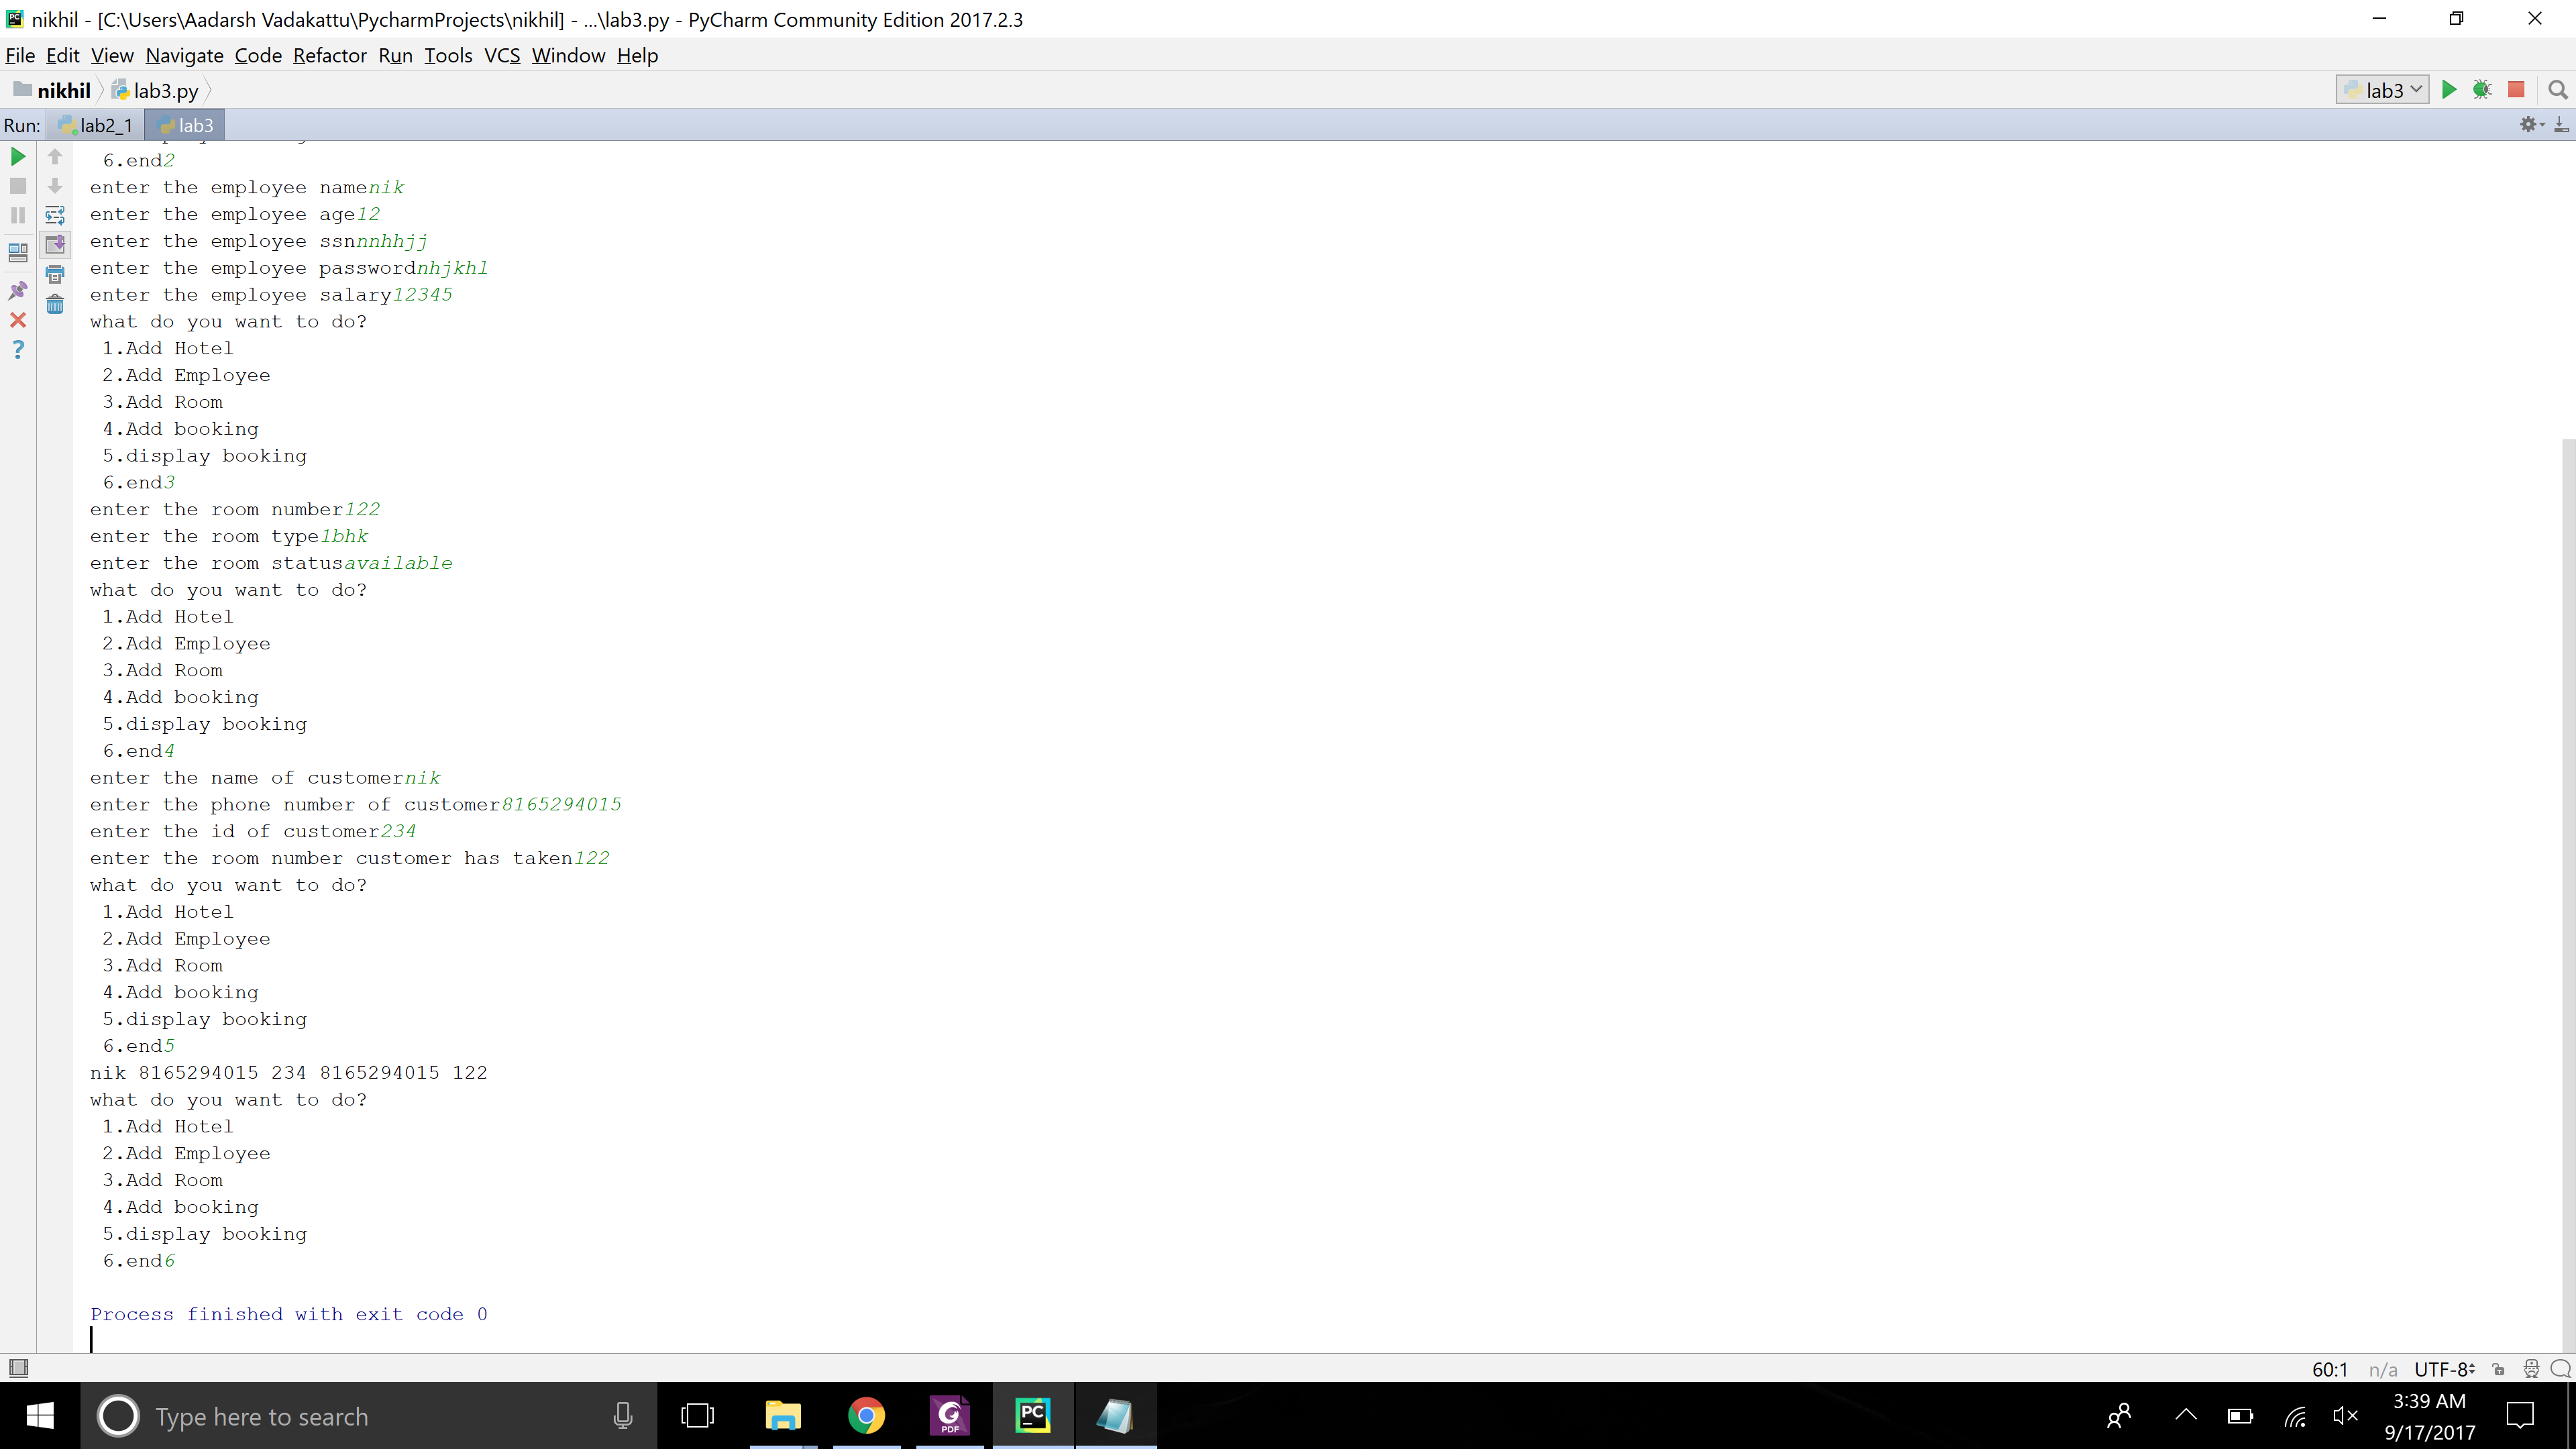 nikhil - [C:\Users\Aadarsh Vadakattu\PycharmProjects\nikhil] - ...\lab3.py - PyCharm Community Edition 2017.2.3
File Edit View Navigate Code Refactor Run Tools VCS Window Help
nikhil lab3.py lab3
Run: lab2_1 lab3
6.end2
enter the employee namenik
enter the employee age12
enter the employee ssnnnhhjj
enter the employee passwordnhjkhl
enter the employee salary12345
what do you want to do?
1.Add Hotel
2.Add Employee
3.Add Room
4.Add booking
5.display booking
6.end3
enter the room number122
enter the room type1bhk
enter the room statusavailable
what do you want to do?
1.Add Hotel
2.Add Employee
3.Add Room
4.Add booking
5.display booking
6.end4
enter the name of customernik
enter the phone number of customer8165294015
enter the id of customer234
enter the room number customer has taken122
what do you want to do?
1.Add Hotel
2.Add Employee
3.Add Room
4.Add booking
5.display booking
6.end5
nik 8165294015 234 8165294015 122
what do you want to do?
1.Add Hotel
2.Add Employee
3.Add Room
4.Add booking
5.display booking
6.end6
Process finished with exit code 0
60:1 n/a UTF-8
Type here to search
PDF
PC
3:39 AM
9/17/2017